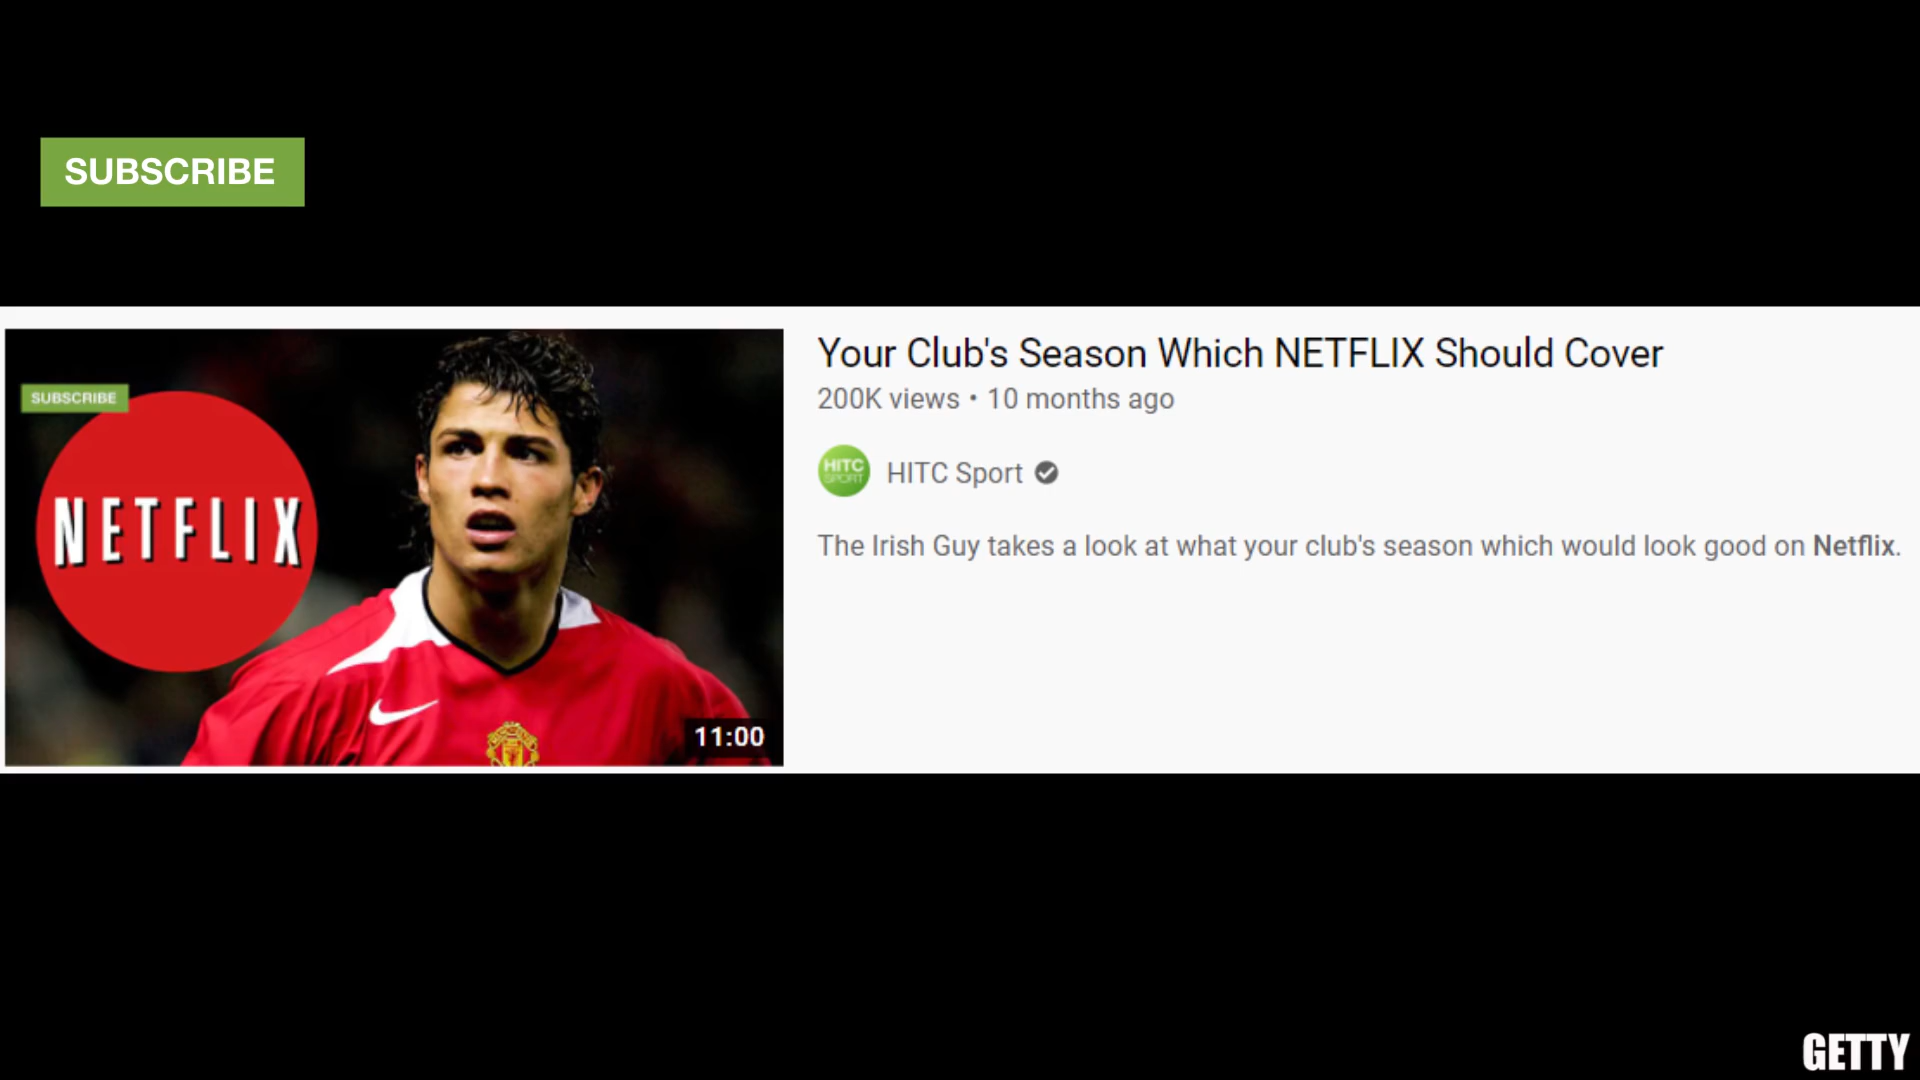 SUBSCRIBE
SUBSCRIBE
NETFLIX
11:00
Your Club's Season Which NETFLIX Should Cover
200K views • 10 months ago
HITC
SPORT
HITC Sport
The Irish Guy takes a look at what your club's season which would look good on Netflix.
GETTY